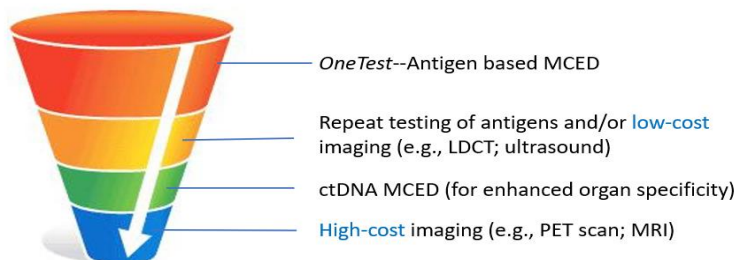 OneTest--Antigen based MCED
Repeat testing of antigens and/or low-cost
imaging (e.g., LDCT; ultrasound)
ctDNA MCED (for enhanced organ specificity)
High-cost imaging (e.g., PET scan; MRI)